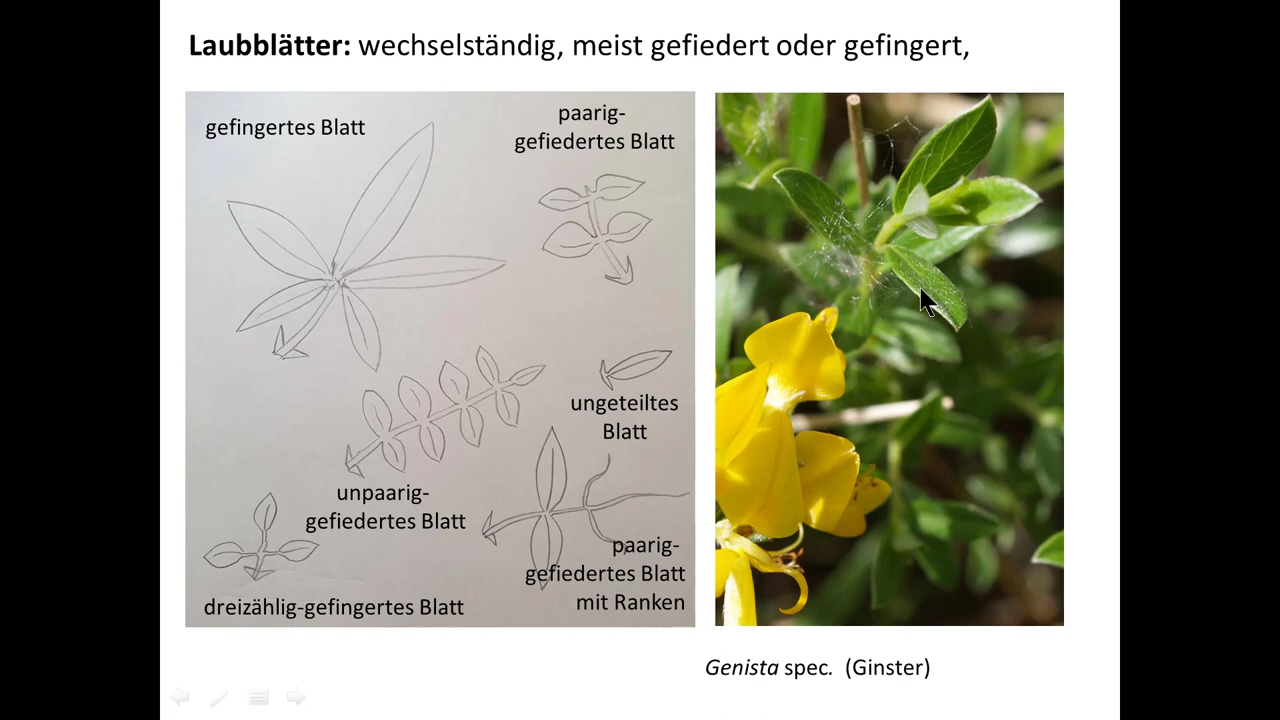 Laubblätter: wechselständig, meist gefiedert oder gefingert,
gefingertes Blatt
paarig-
gefiedertes Blatt
ungeteiltes
Blatt
unpaarig-
gefiedertes Blatt
paarig-
gefiedertes Blatt
mit Ranken
dreizählig-gefingertes Blatt
Genista spec. (Ginster)